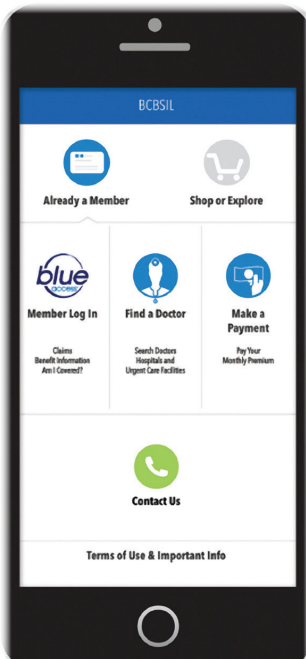 BCBSIL
Already a Member
Shop or Explore
blue
access
Member Log In
Claims
Benefit Information
Am I Covered?
Find a Doctor
Search Doctors
Hospitals and
Urgent Care Facilities
Make a
Payment
Pay Your
Monthly Premium
Contact Us
Terms of Use & Important Info